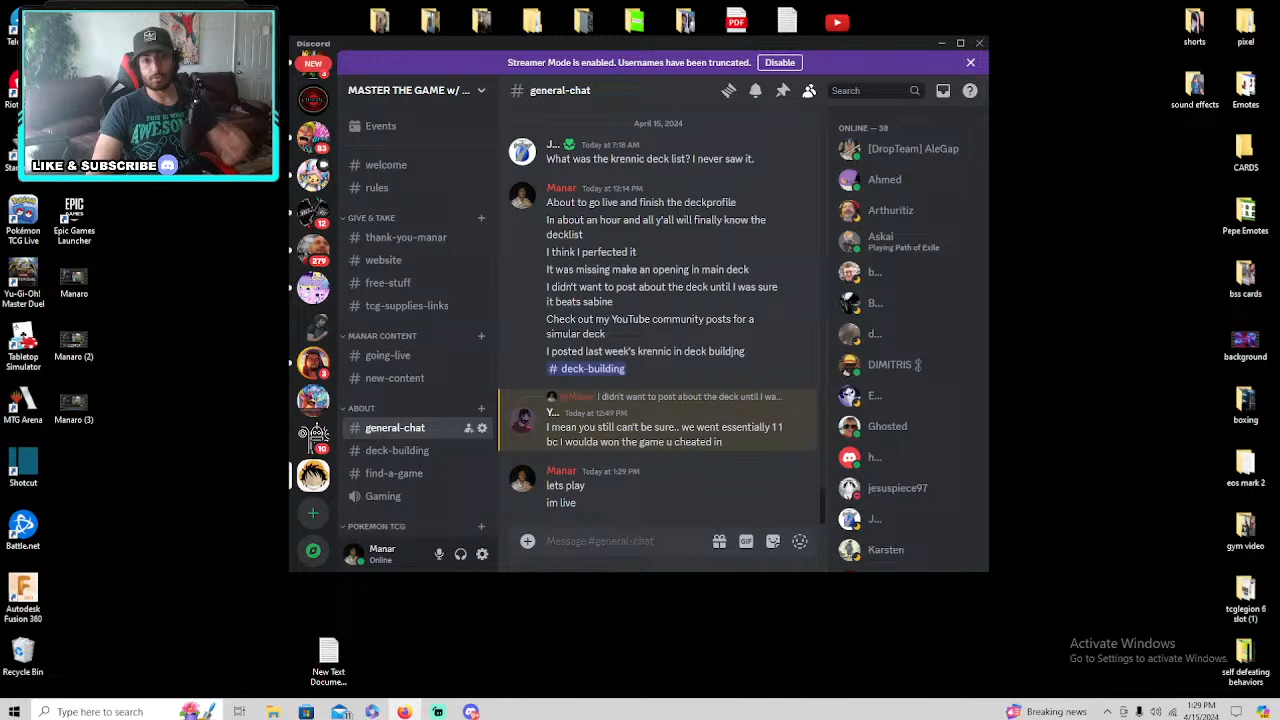 LIKE & SUBSCRIBE
THIS IS WHAT
AWESOME
Pokémon
TCG Live
Epic Games
Launcher
Yu-Gi-Oh!
Master Duel
Manaro
Tabletop
Simulator
Manaro (2)
MTG Arena
Manaro (3)
Shotcut
Battle.net
Autodesk
Fusion 360
Recycle Bin
New Text
Docume...
PDF
Discord
NEW
83
12
279
3
10
Streamer Mode is enabled. Usernames have been truncated.
Disable
MASTER THE GAME w/ ...
Events
welcome
rules
GIVE & TAKE
thank-you-manar
website
free-stuff
tcg-supplies-links
MANAR CONTENT
going-live
new-content
ABOUT
general-chat
deck-building
find-a-game
Gaming
POKEMON TCG
Manar
Online
# general-chat
Search
April 15, 2024
J... Today at 7:18 AM
What was the krennic deck list? I never saw it.
Manar Today at 12:14 PM
About to go live and finish the deckprofile
In about an hour and all y'all will finally know the
decklist
I think I perfected it
It was missing make an opening in main deck
I didn't want to post about the deck until I was sure
it beats sabine
Check out my YouTube community posts for a
simular deck
I posted last week's krennic in deck buildjng
# deck-building
@Manar I didn't want to post about the deck until I wa...
Y... Today at 12:49 PM
I mean you still can't be sure.. we went essentially 1 1
bc I woulda won the game u cheated in
Manar Today at 1:29 PM
lets play
im live
Message #general-chat
GIF
ONLINE — 38
[DropTeam] AleGap
Ahmed
Arthuritiz
Askai
Playing Path of Exile
b...
B...
d...
DIMITRIS
E...
Ghosted
h...
jesuspiece97
J...
Karsten
shorts
pixel
sound effects
Emotes
CARDS
Pepe Emotes
bss cards
background
boxing
eos mark 2
gym video
tcglegion 6
slot (1)
self defeating
behaviors
Activate Windows
Go to Settings to activate Windows.
Type here to search
Breaking news
1:29 PM
4/15/2024